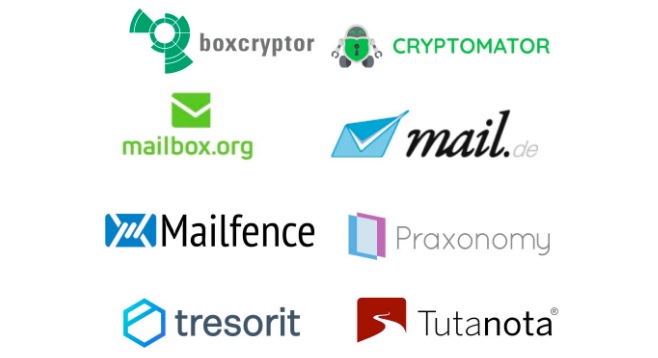 boxcryptor
CRYPTOMATOR
mailbox.org
mail.de
Mailfence
Praxonomy
tresorit
Tutanota®